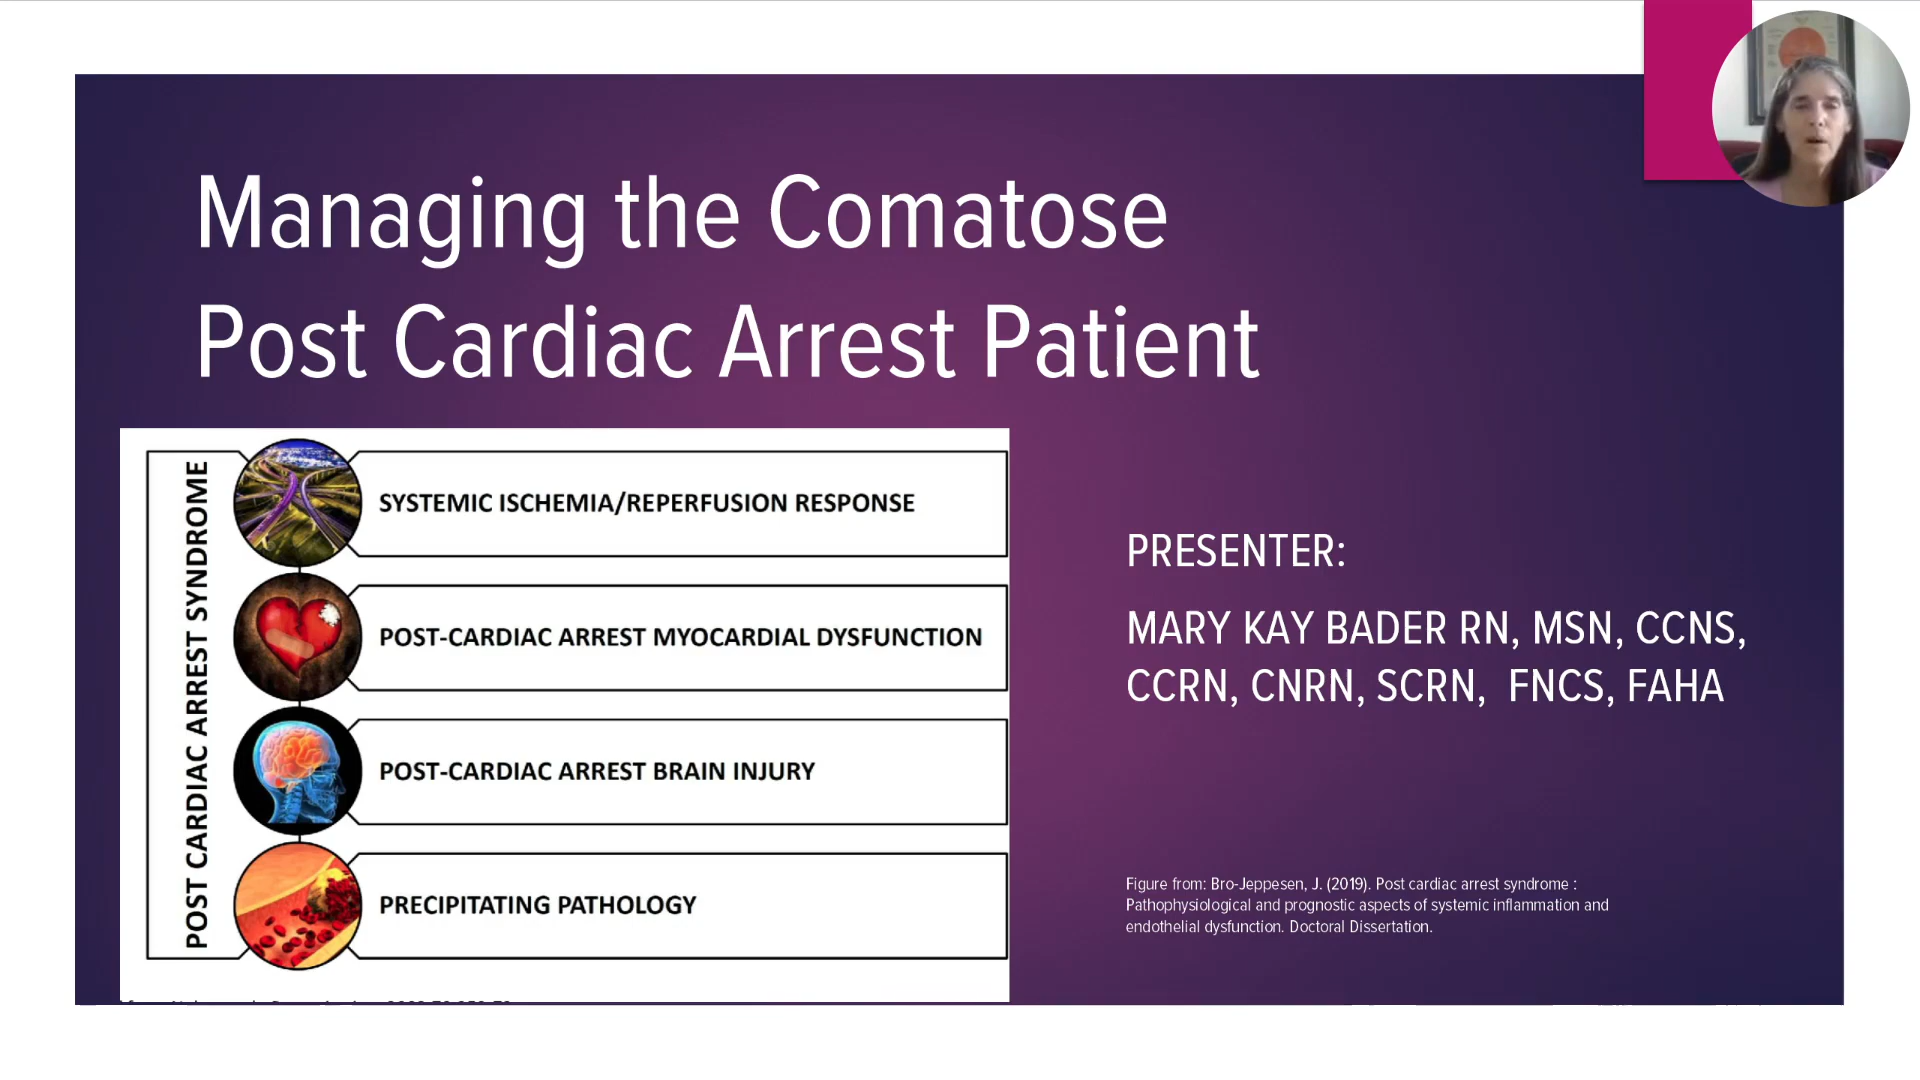 Managing the Comatose
Post Cardiac Arrest Patient
POST CARDIAC ARREST SYNDROME
SYSTEMIC ISCHEMIA/REPERFUSION RESPONSE
POST-CARDIAC ARREST MYOCARDIAL DYSFUNCTION
POST-CARDIAC ARREST BRAIN INJURY
PRECIPITATING PATHOLOGY
PRESENTER:
MARY KAY BADER RN, MSN, CCNS,
CCRN, CNRN, SCRN, FNCS, FAHA
Figure from: Bro-Jeppesen, J. (2019). Post cardiac arrest syndrome :
Pathophysiological and prognostic aspects of systemic inflammation and
endothelial dysfunction. Doctoral Dissertation.